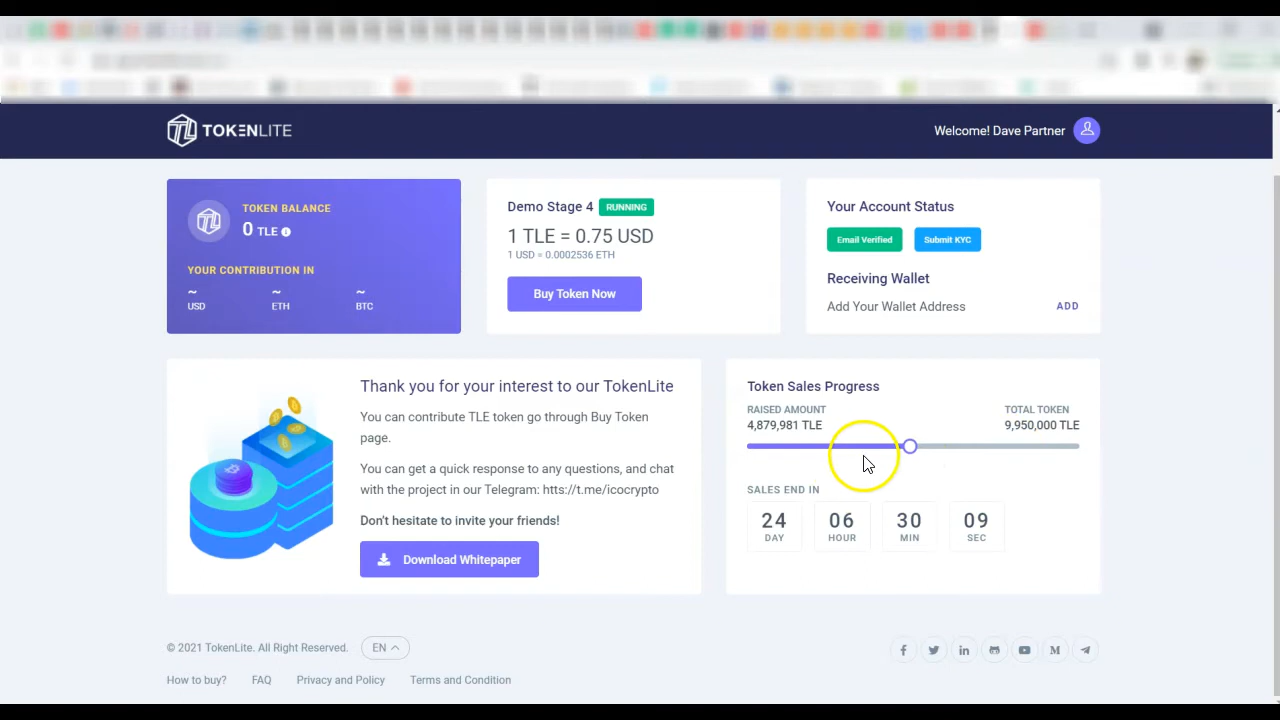 TOKENLITE
Welcome! Dave Partner
TOKEN BALANCE
0 TLE
YOUR CONTRIBUTION IN
~ ~ ~
USD ETH BTC
Demo Stage 4 RUNNING
1 TLE = 0.75 USD
1 USD = 0.0002536 ETH
Buy Token Now
Your Account Status
Email Verified Submit KYC
Receiving Wallet
Add Your Wallet Address ADD
Thank you for your interest to our TokenLite
You can contribute TLE token go through Buy Token
page.
You can get a quick response to any questions, and chat
with the project in our Telegram: htts://t.me/icocrypto
Don't hesitate to invite your friends!
Download Whitepaper
Token Sales Progress
RAISED AMOUNT TOTAL TOKEN
4,879,981 TLE 9,950,000 TLE
SALES END IN
24 06 30 09
DAY HOUR MIN SEC
© 2021 TokenLite. All Right Reserved. EN
How to buy? FAQ Privacy and Policy Terms and Condition